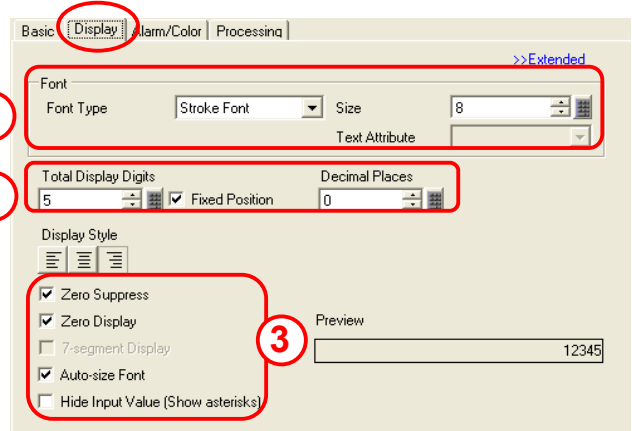 Basic Display Alarm/Color Processing
>>Extended
Font
Font Type Stroke Font Size 8
Text Attribute
Total Display Digits Decimal Places
5 Fixed Position 0
Display Style
Zero Suppress
Zero Display Preview
7-segment Display 3 12345
Auto-size Font
Hide Input Value (Show asterisks)